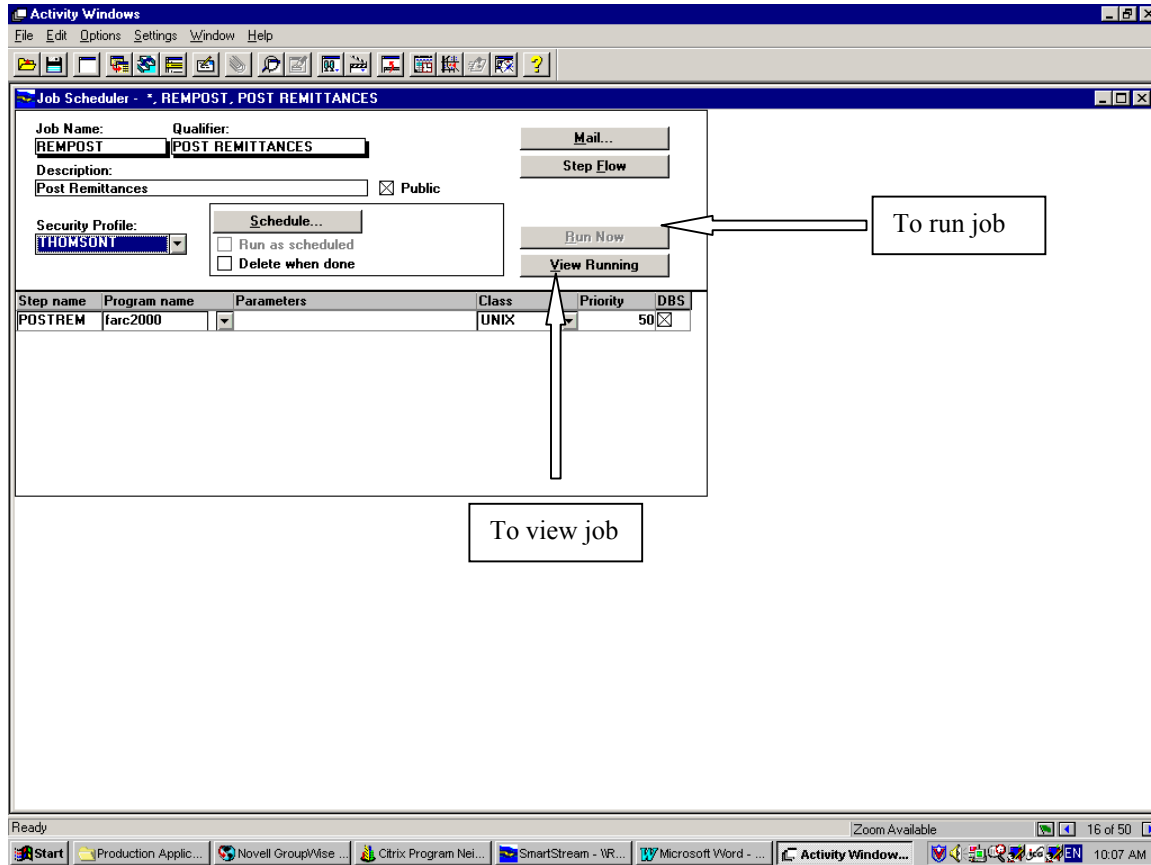 Activity Windows
File Edit Options Settings Window Help
Job Scheduler - *, REMPOST, POST REMITTANCES
Job Name: Qualifier:
REMPOST POST REMITTANCES
Mail...
Step Flow
Description:
Post Remittances Public
Security Profile:
THOMSONT
Schedule...
Run as scheduled
Delete when done
Run Now
View Running
To run job
Step name Program name Parameters Class Priority DBS
POSTREM farc2000 UNIX 50
To view job
Ready Zoom Available 16 of 50
Start Production Applic... Novell GroupWise ... Citrix Program Nei... SmartStream - \\R... Microsoft Word - ... Activity Window... EN 10:07 AM